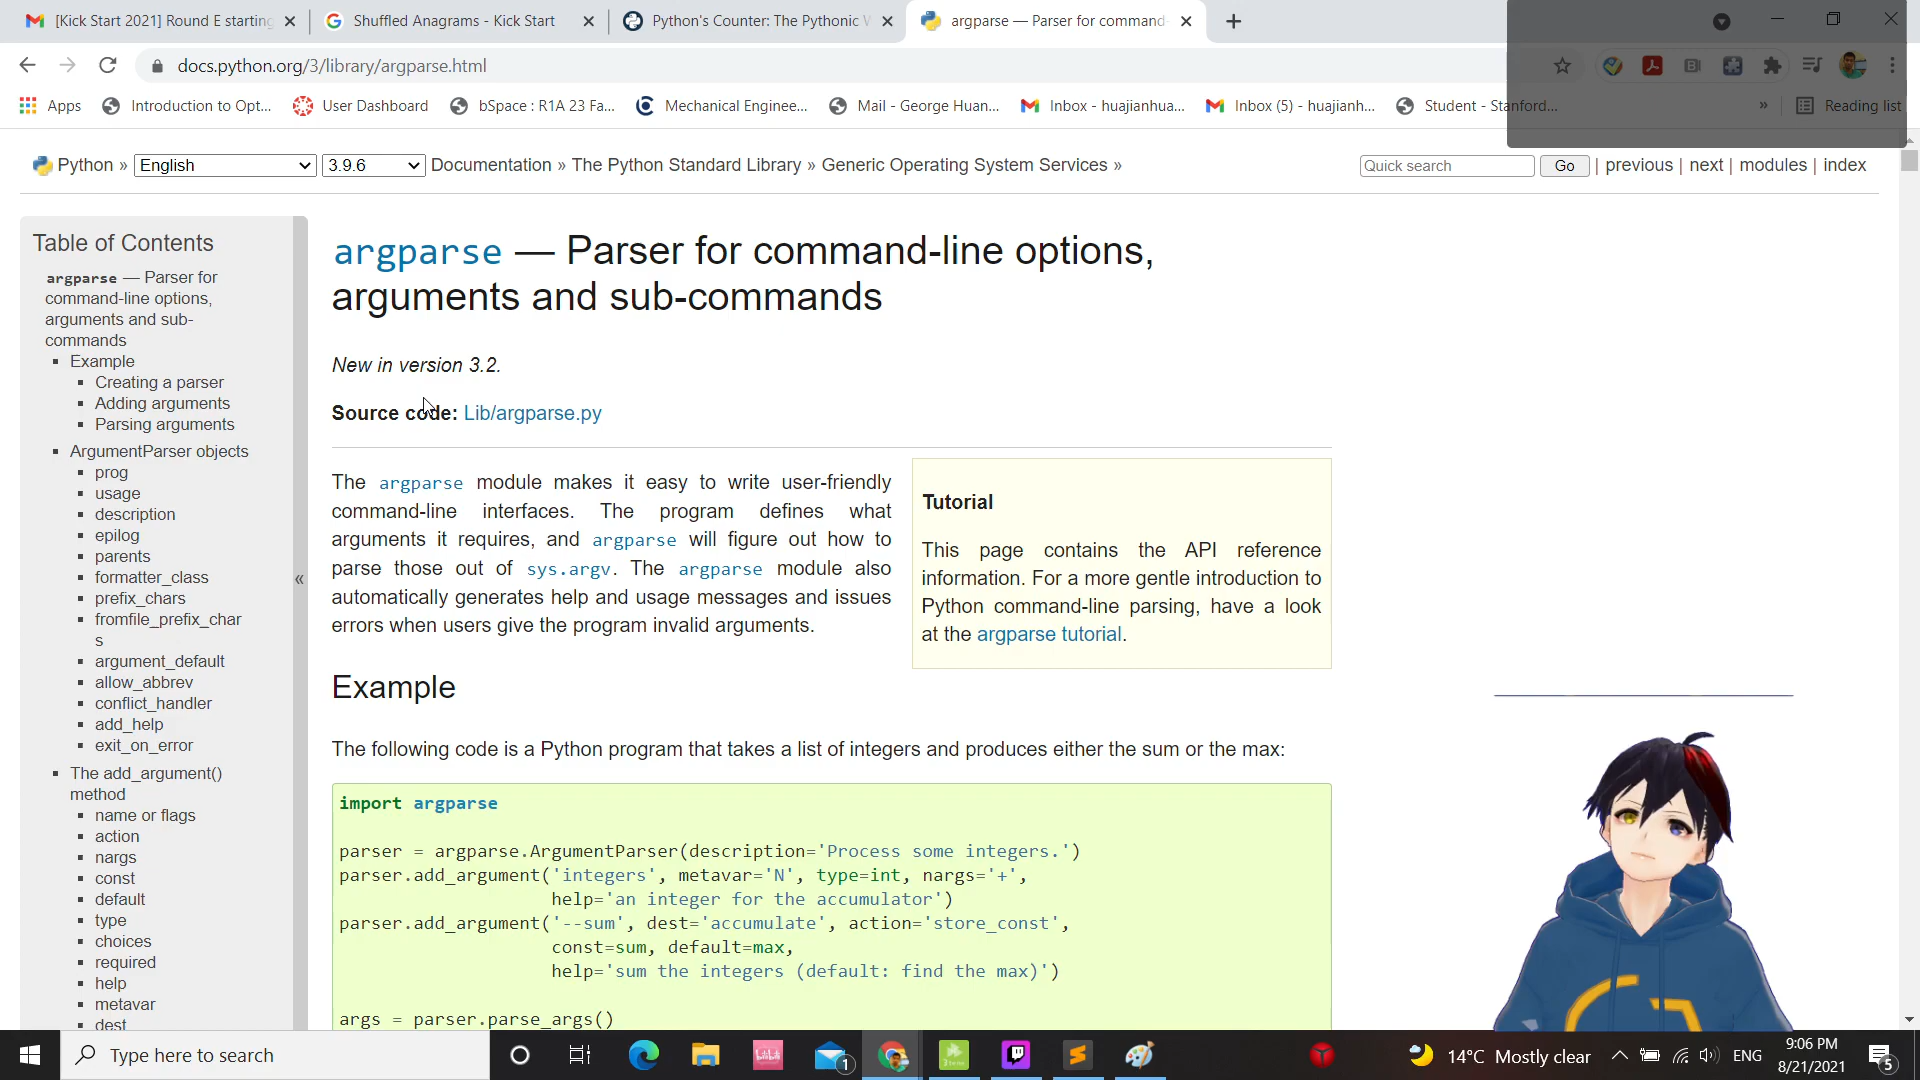 [Kick Start 2021] Round E starting
Shuffled Anagrams - Kick Start
Python's Counter: The Pythonic
argparse — Parser for command-
docs.python.org/3/library/argparse.html
Apps
Introduction to Opt...
User Dashboard
bSpace : R1A 23 Fa...
Mechanical Enginee...
Mail - George Huan...
Inbox - huajianhua...
Inbox (5) - huajianh...
Student - Stanford...
»
Reading list
Python » English 3.9.6 Documentation » The Python Standard Library » Generic Operating System Services »
Quick search Go | previous | next | modules | index
Table of Contents
argparse — Parser for
command-line options,
arguments and sub-
commands
Example
Creating a parser
Adding arguments
Parsing arguments
ArgumentParser objects
prog
usage
description
epilog
parents
formatter_class
prefix_chars
fromfile_prefix_char
s
argument_default
allow_abbrev
conflict_handler
add_help
exit_on_error
The add_argument()
method
name or flags
action
nargs
const
default
type
choices
required
help
metavar
dest
«
argparse — Parser for command-line options,
arguments and sub-commands
New in version 3.2.
Source code: Lib/argparse.py
The argparse module makes it easy to write user-friendly
command-line interfaces. The program defines what
arguments it requires, and argparse will figure out how to
parse those out of sys.argv. The argparse module also
automatically generates help and usage messages and issues
errors when users give the program invalid arguments.
Tutorial
This page contains the API reference
information. For a more gentle introduction to
Python command-line parsing, have a look
at the argparse tutorial.
Example
The following code is a Python program that takes a list of integers and produces either the sum or the max:
import argparse
parser = argparse.ArgumentParser(description='Process some integers.')
parser.add_argument('integers', metavar='N', type=int, nargs='+',
help='an integer for the accumulator')
parser.add_argument('--sum', dest='accumulate', action='store_const',
const=sum, default=max,
help='sum the integers (default: find the max)')
args = parser.parse_args()
Type here to search
1
14°C Mostly clear
ENG
9:06 PM
8/21/2021
5